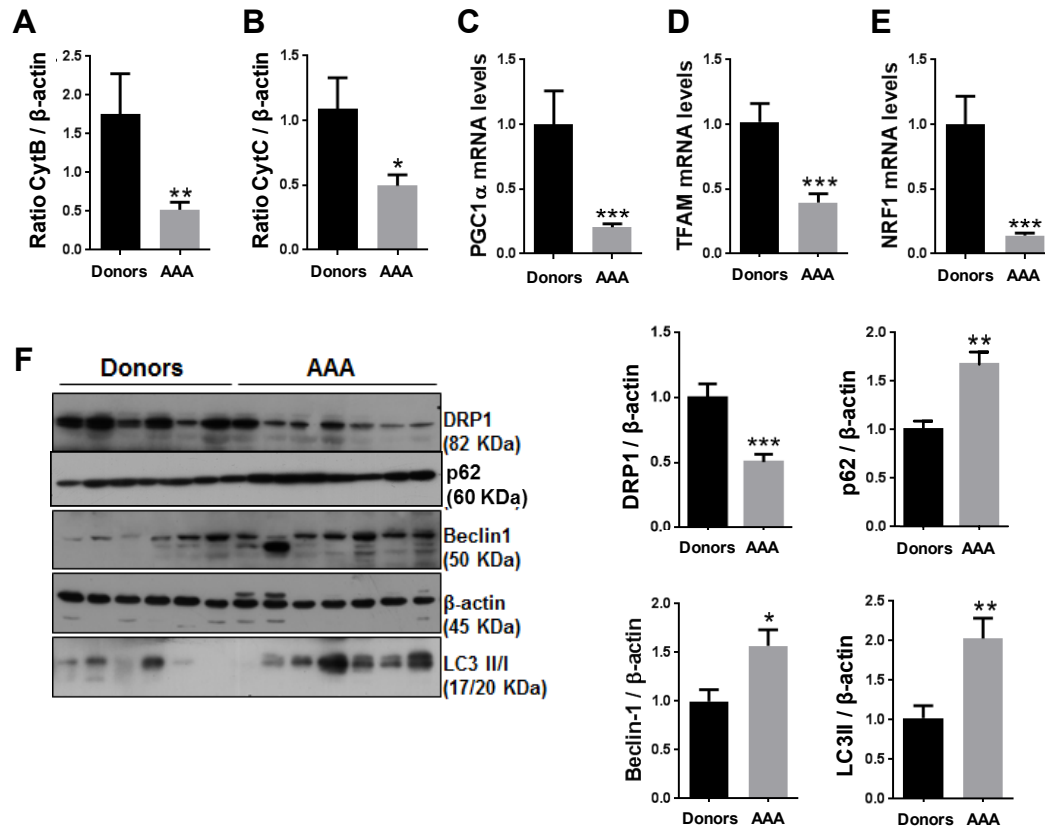 A
Ratio CytB / β-actin
2.5
2.0
1.5
1.0
0.5
0.0
**
Donors AAA
B
Ratio CytC / β-actin
1.5
1.0
0.5
0.0
*
Donors AAA
C
PGC1α mRNA levels
1.5
1.0
0.5
0.0
***
Donors AAA
D
TFAM mRNA levels
1.5
1.0
0.5
0.0
***
Donors AAA
E
NRF1 mRNA levels
1.5
1.0
0.5
0.0
***
Donors AAA
F
Donors AAA
DRP1
(82 KDa)
p62
(60 KDa)
Beclin1
(50 KDa)
β-actin
(45 KDa)
LC3 II/I
(17/20 KDa)
DRP1 / β-actin
1.5
1.0
0.5
0.0
***
Donors AAA
p62 / β-actin
2.0
1.5
1.0
0.5
0.0
**
Donors AAA
Beclin-1 / β-actin
2.0
1.5
1.0
0.5
0.0
*
Donors AAA
LC3II / β-actin
2.5
2.0
1.5
1.0
0.5
0.0
**
Donors AAA